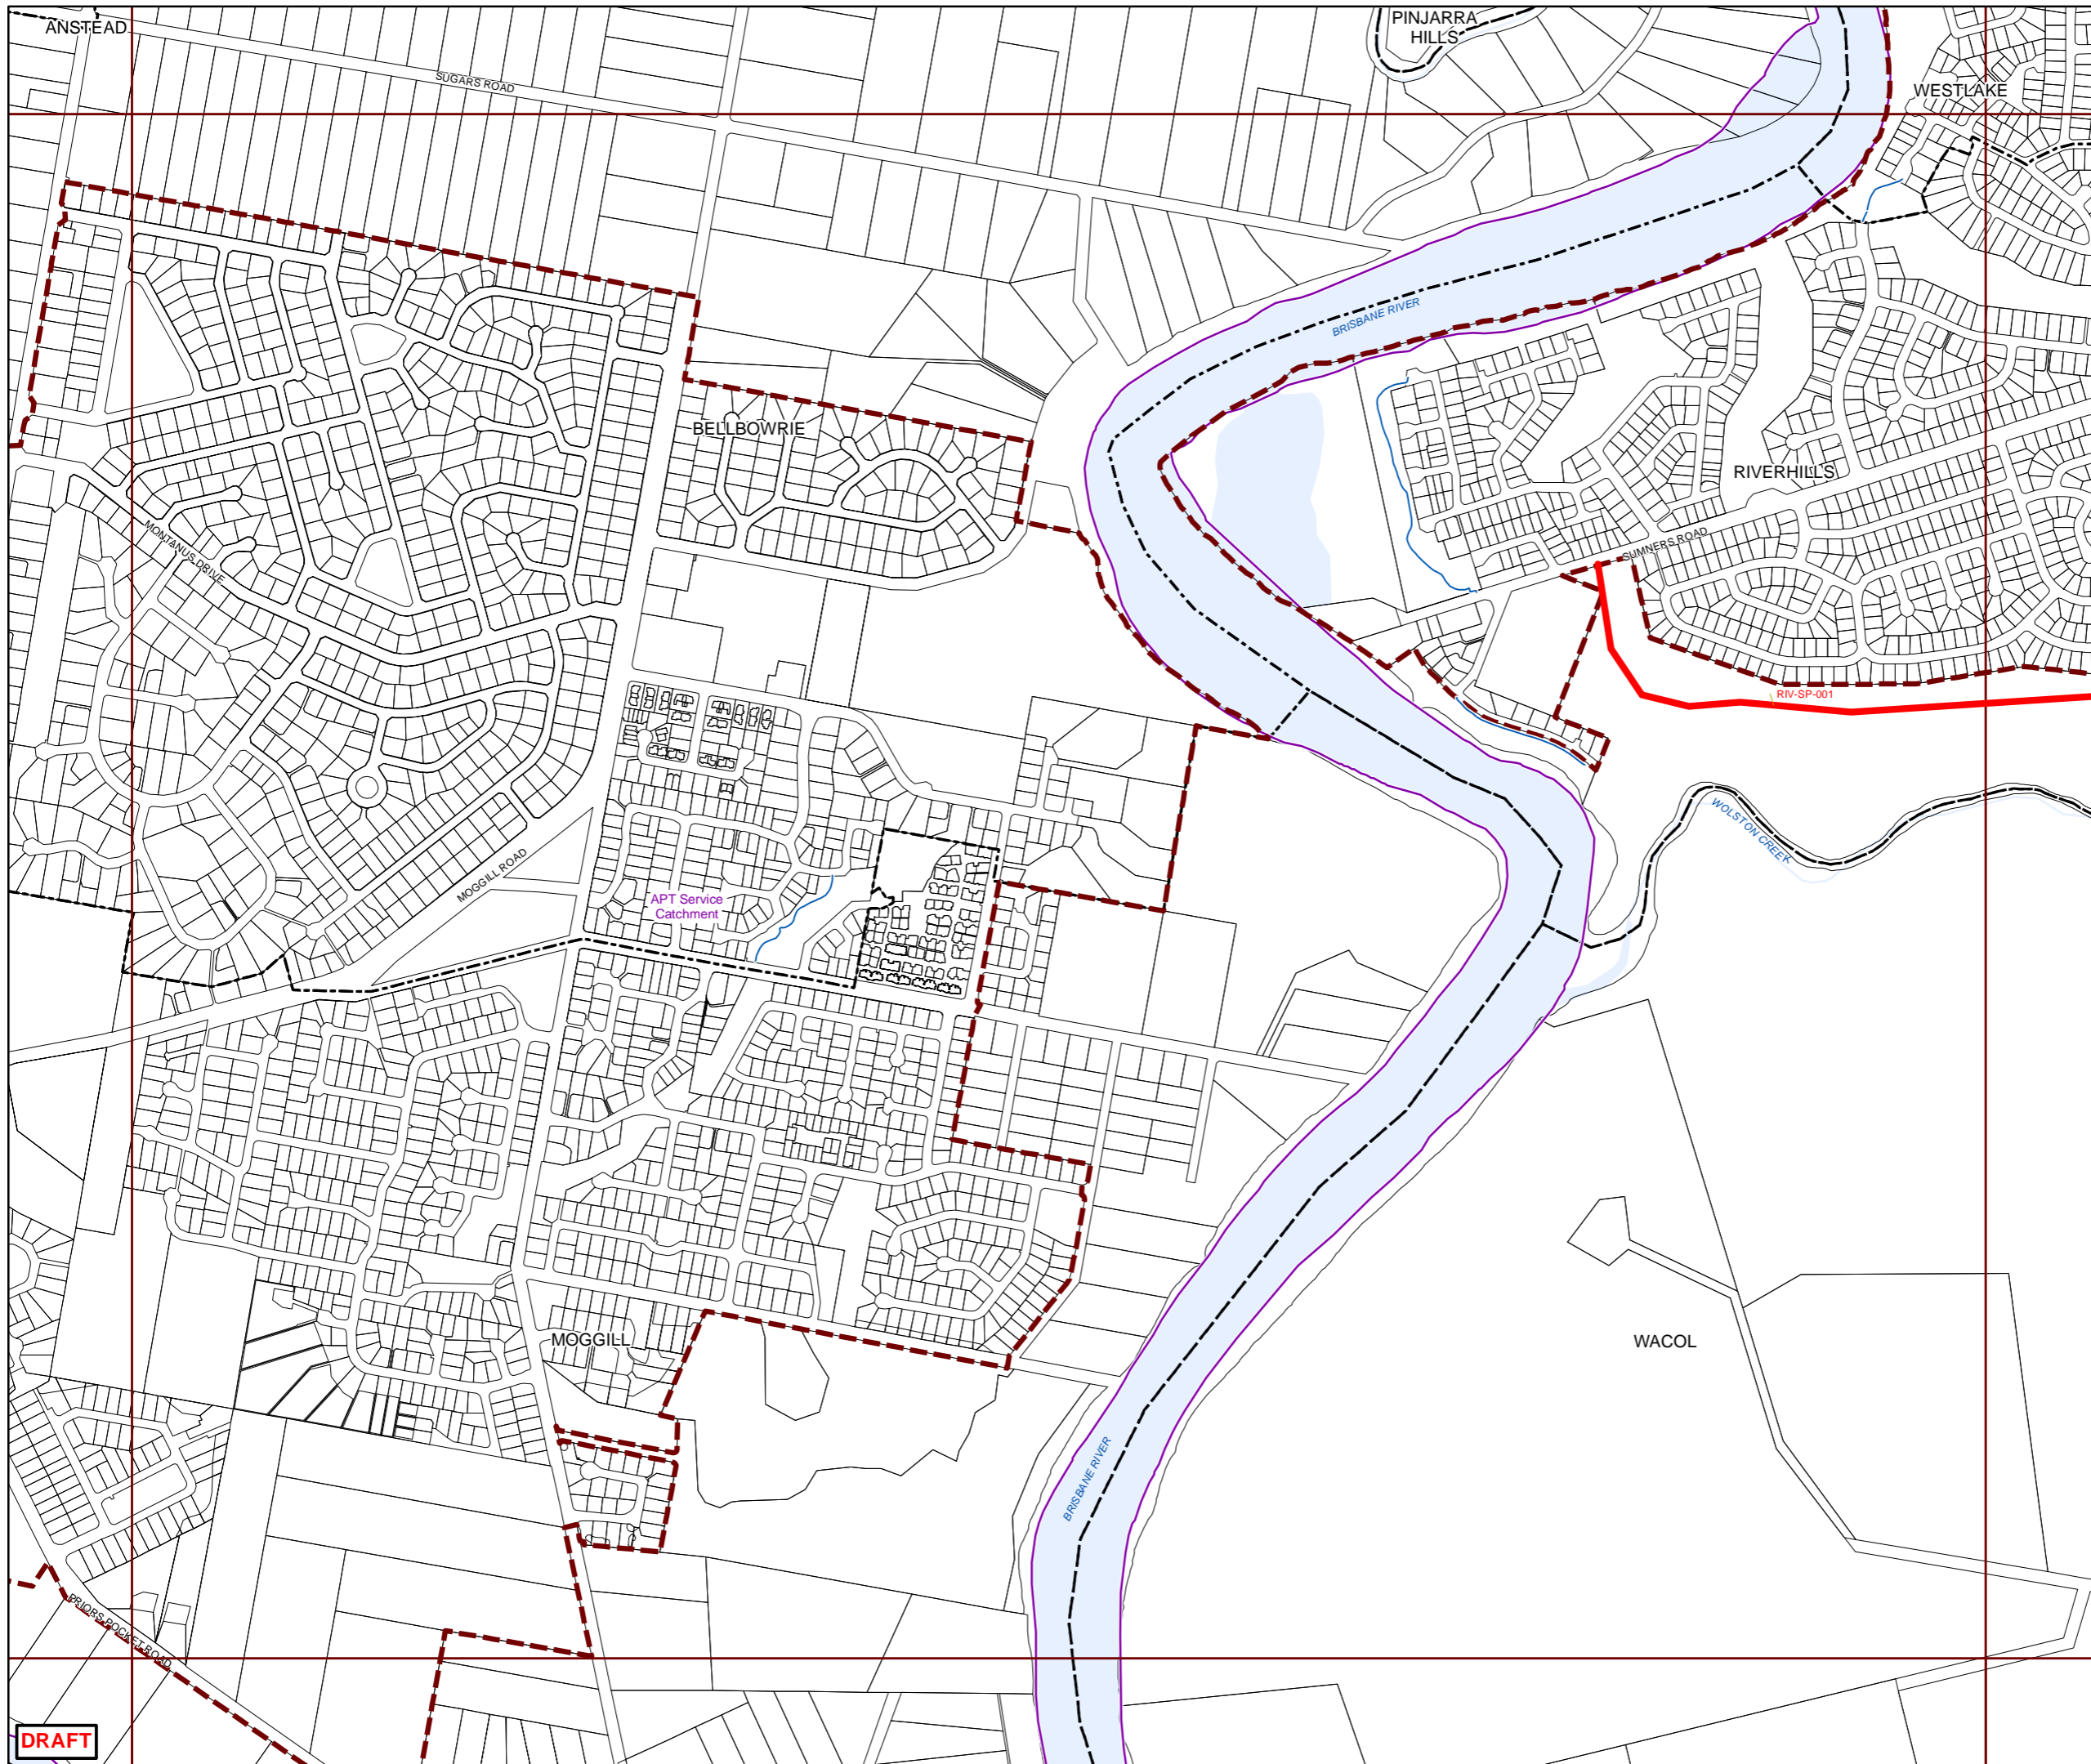 ANSTEAD
PINJARRA
HILLS
SUGARS ROAD
WESTLAKE
BRISBANE RIVER
BELLBOWRIE
RIVERHILLS
MONTANUS DRIVE
SUMNERS ROAD
RIV-SP-001
WOLSTON CREEK
MOGGILL ROAD
APT Service
Catchment
MOGGILL
WACOL
BRISBANE RIVER
PRIORS POCKET ROAD
DRAFT